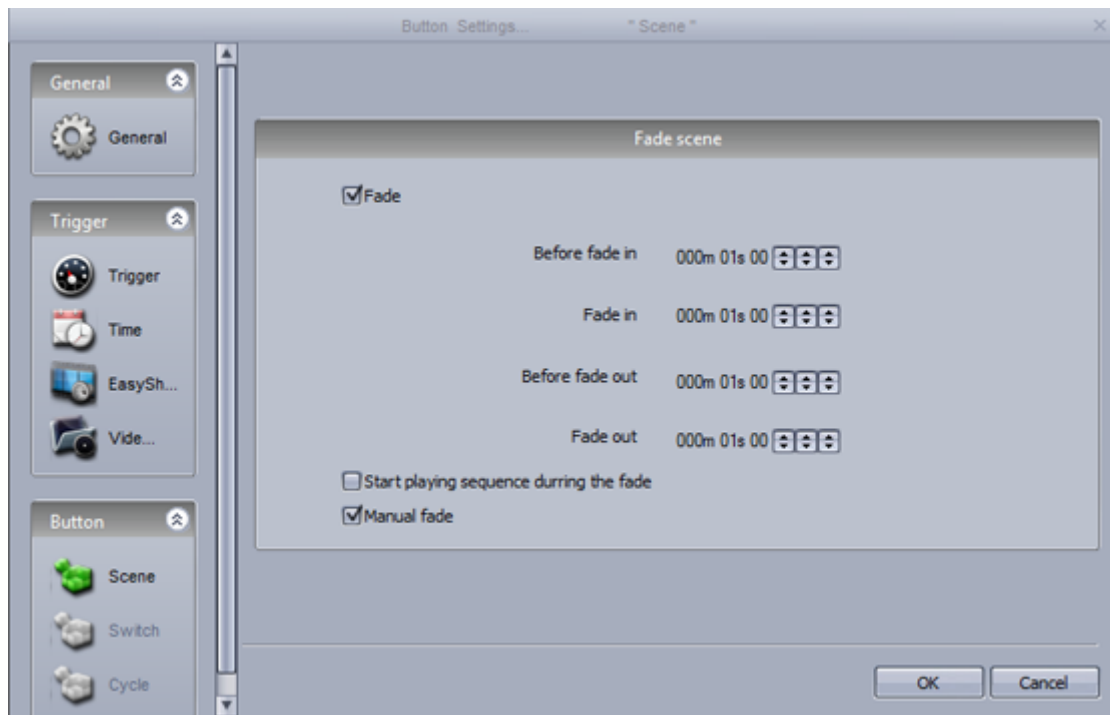 Button Settings... "Scene"
General
General
Trigger
Trigger
Time
EasySh...
Vide...
Button
Scene
Switch
Cycle
Fade scene
Fade
Before fade in 000m 01s 00
Fade in 000m 01s 00
Before fade out 000m 01s 00
Fade out 000m 01s 00
Start playing sequence durring the fade
Manual fade
OK Cancel